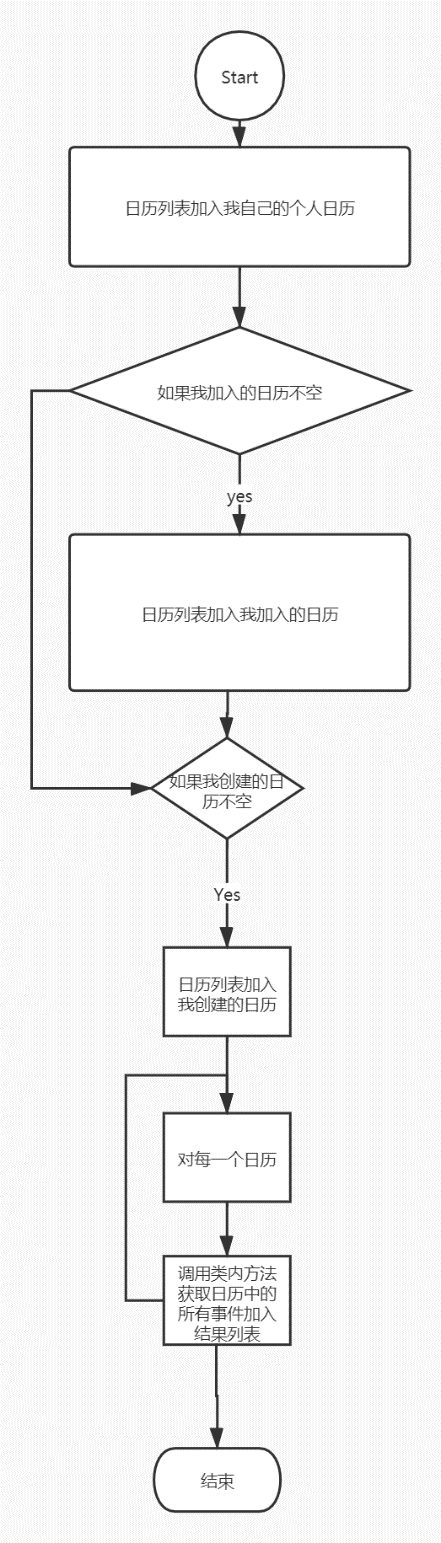 Start
日历列表加入我自己的个人日历
如果我加入的日历不空
yes
日历列表加入我加入的日历
如果我创建的日
历不空
Yes
日历列表加入
我创建的日历
对每一个日历
调用类内方法
获取日历中的
所有事件加入
结果列表
结束